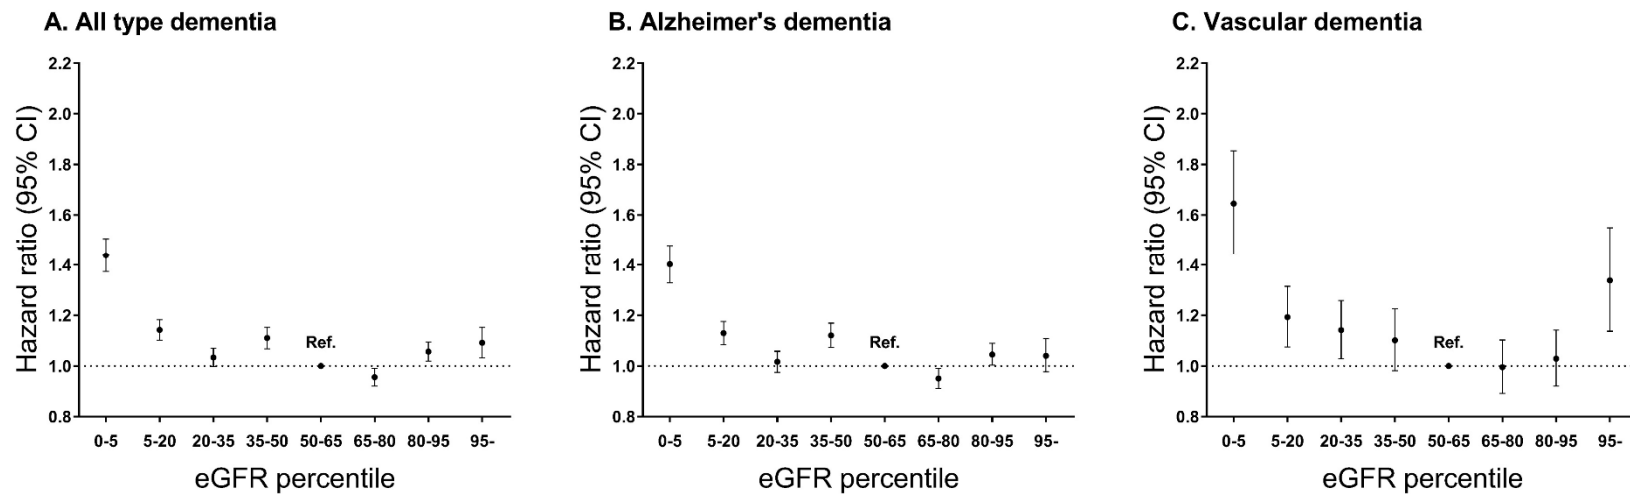 A. All type dementia
Hazard ratio (95% CI)
2.2
2.0
1.8
1.6
1.4
1.2
1.0
0.8
Ref.
0-5 5-20 20-35 35-50 50-65 65-80 80-95 95-
eGFR percentile
B. Alzheimer's dementia
Hazard ratio (95% CI)
2.2
2.0
1.8
1.6
1.4
1.2
1.0
0.8
Ref.
0-5 5-20 20-35 35-50 50-65 65-80 80-95 95-
eGFR percentile
C. Vascular dementia
Hazard ratio (95% CI)
2.2
2.0
1.8
1.6
1.4
1.2
1.0
0.8
Ref.
0-5 5-20 20-35 35-50 50-65 65-80 80-95 95-
eGFR percentile